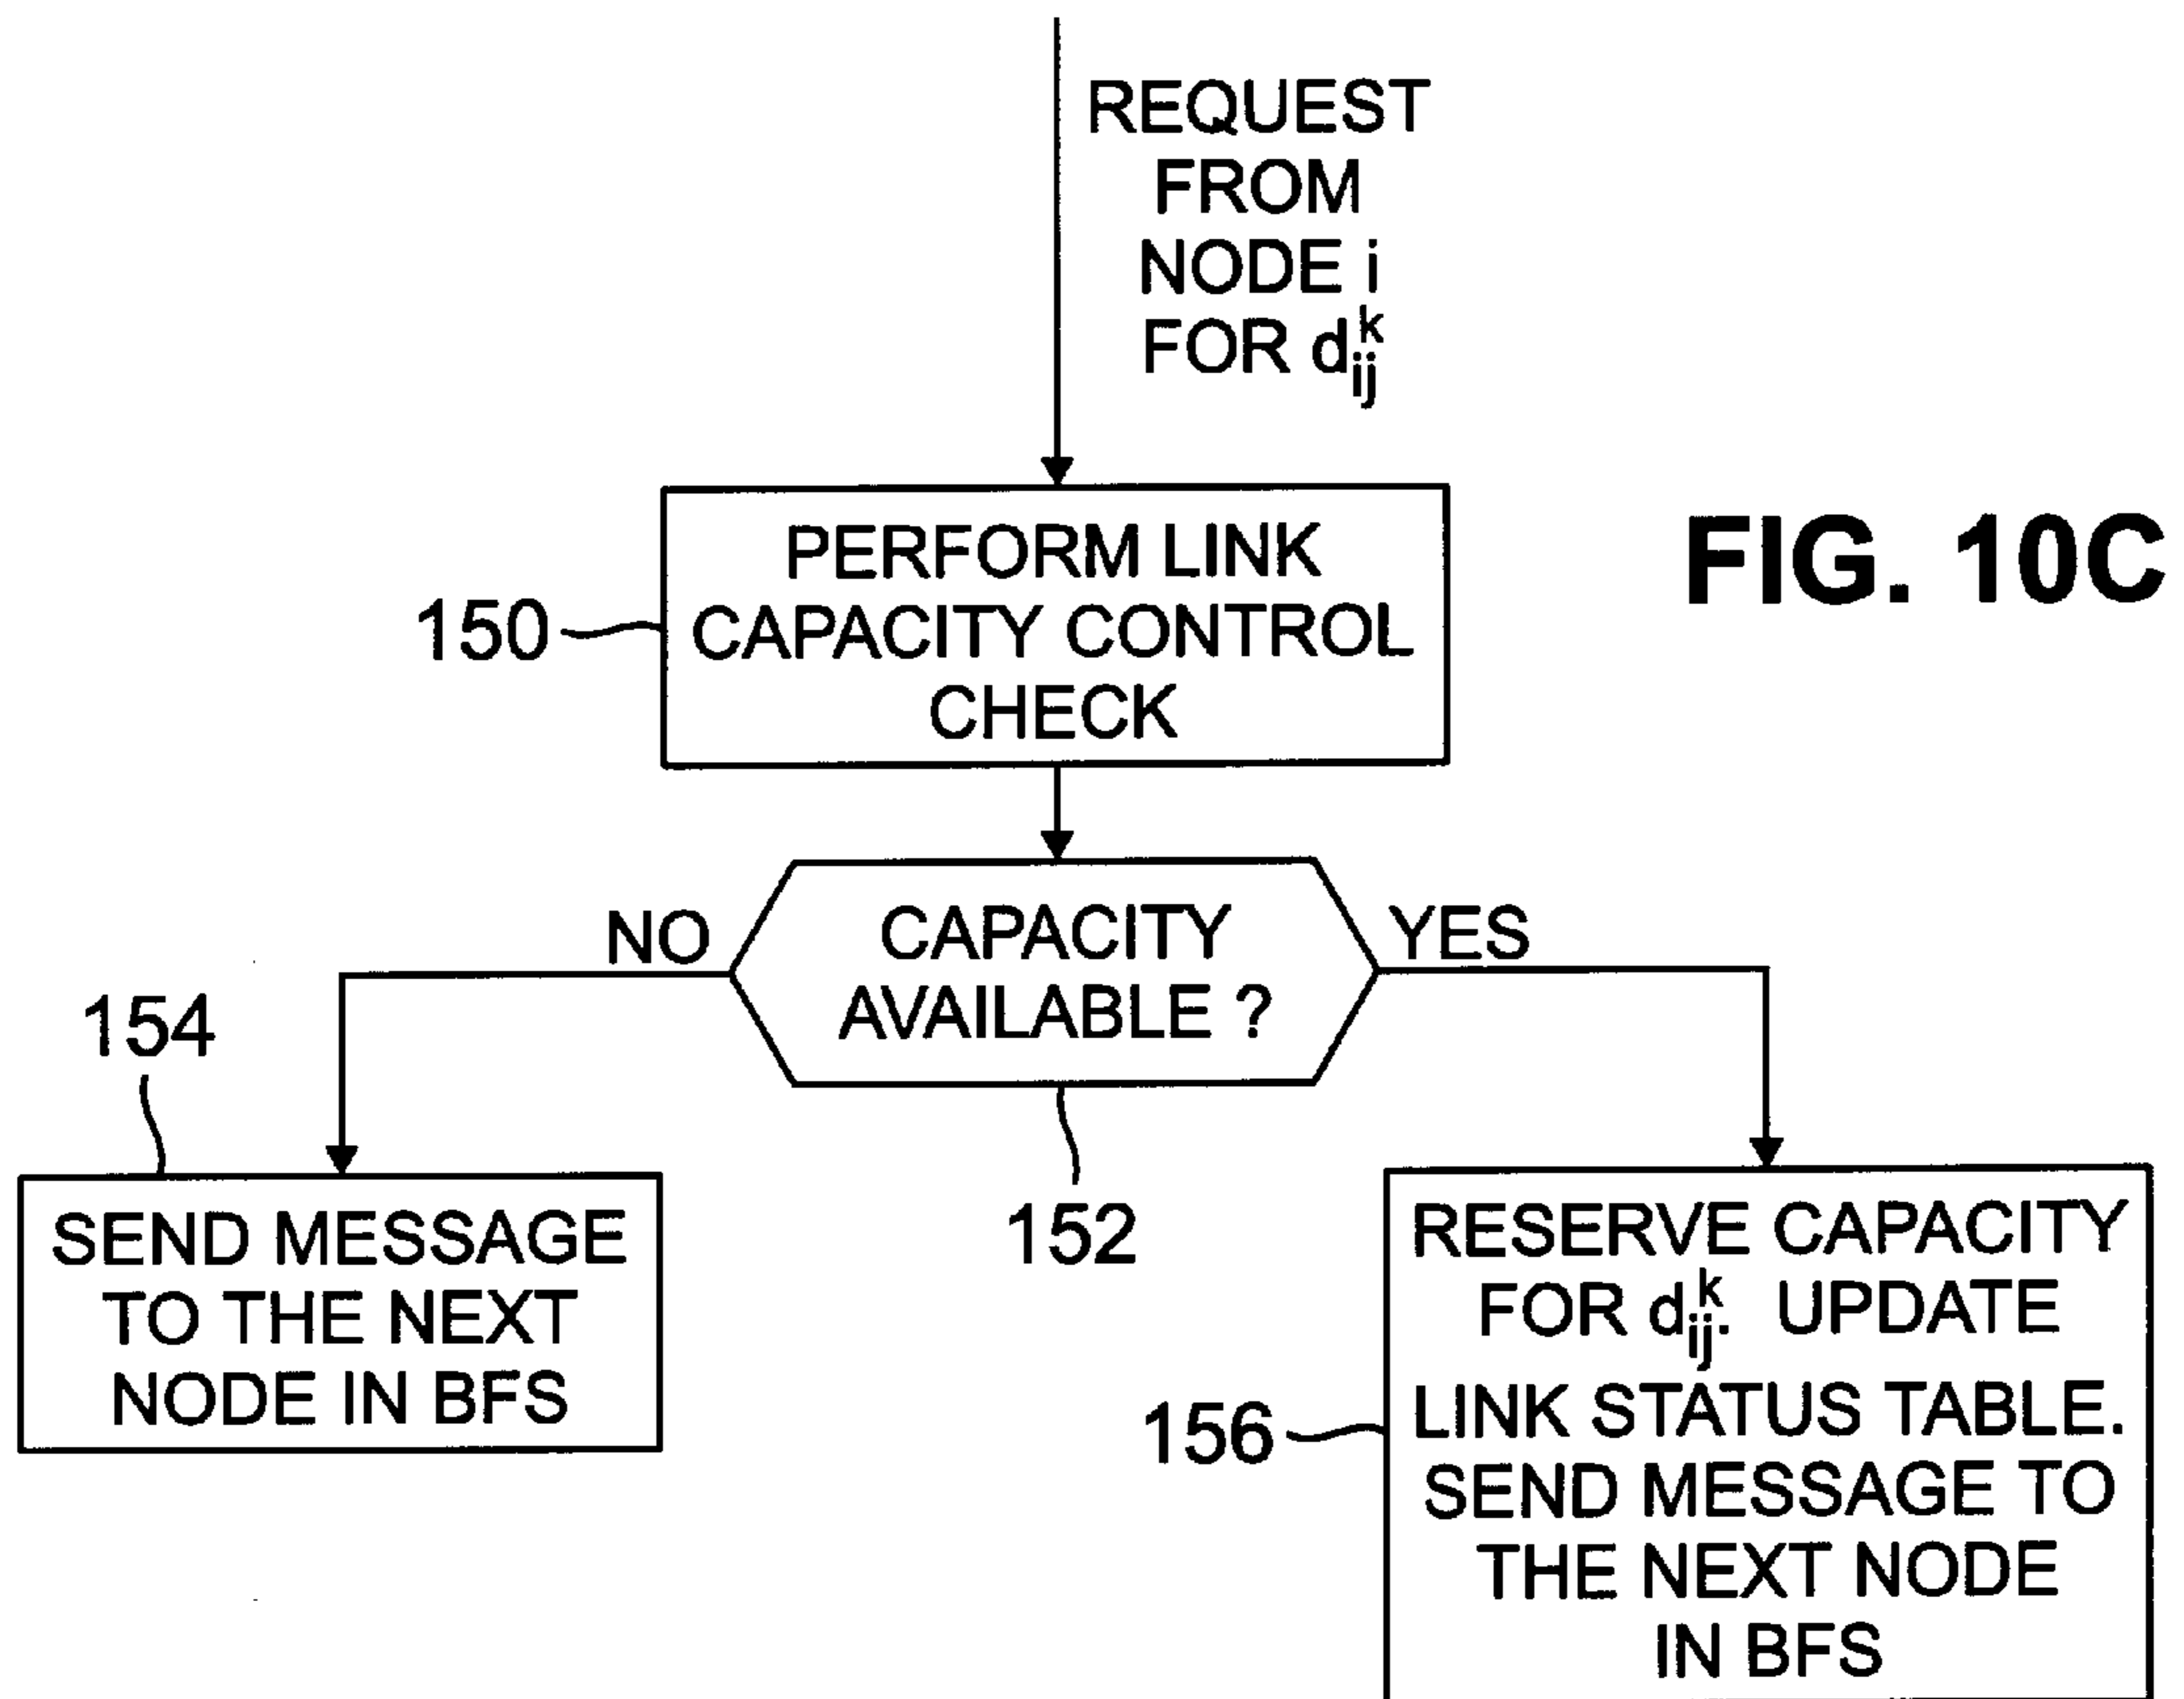 REQUEST
FROM
NODE i
FOR d_{ij}^{k}
FIG. 10C
150
PERFORM LINK
CAPACITY CONTROL
CHECK
NO
CAPACITY
AVAILABLE ?
YES
154
152
SEND MESSAGE
TO THE NEXT
NODE IN BFS
156
RESERVE CAPACITY
FOR d_{ij}^{k}. UPDATE
LINK STATUS TABLE.
SEND MESSAGE TO
THE NEXT NODE
IN BFS